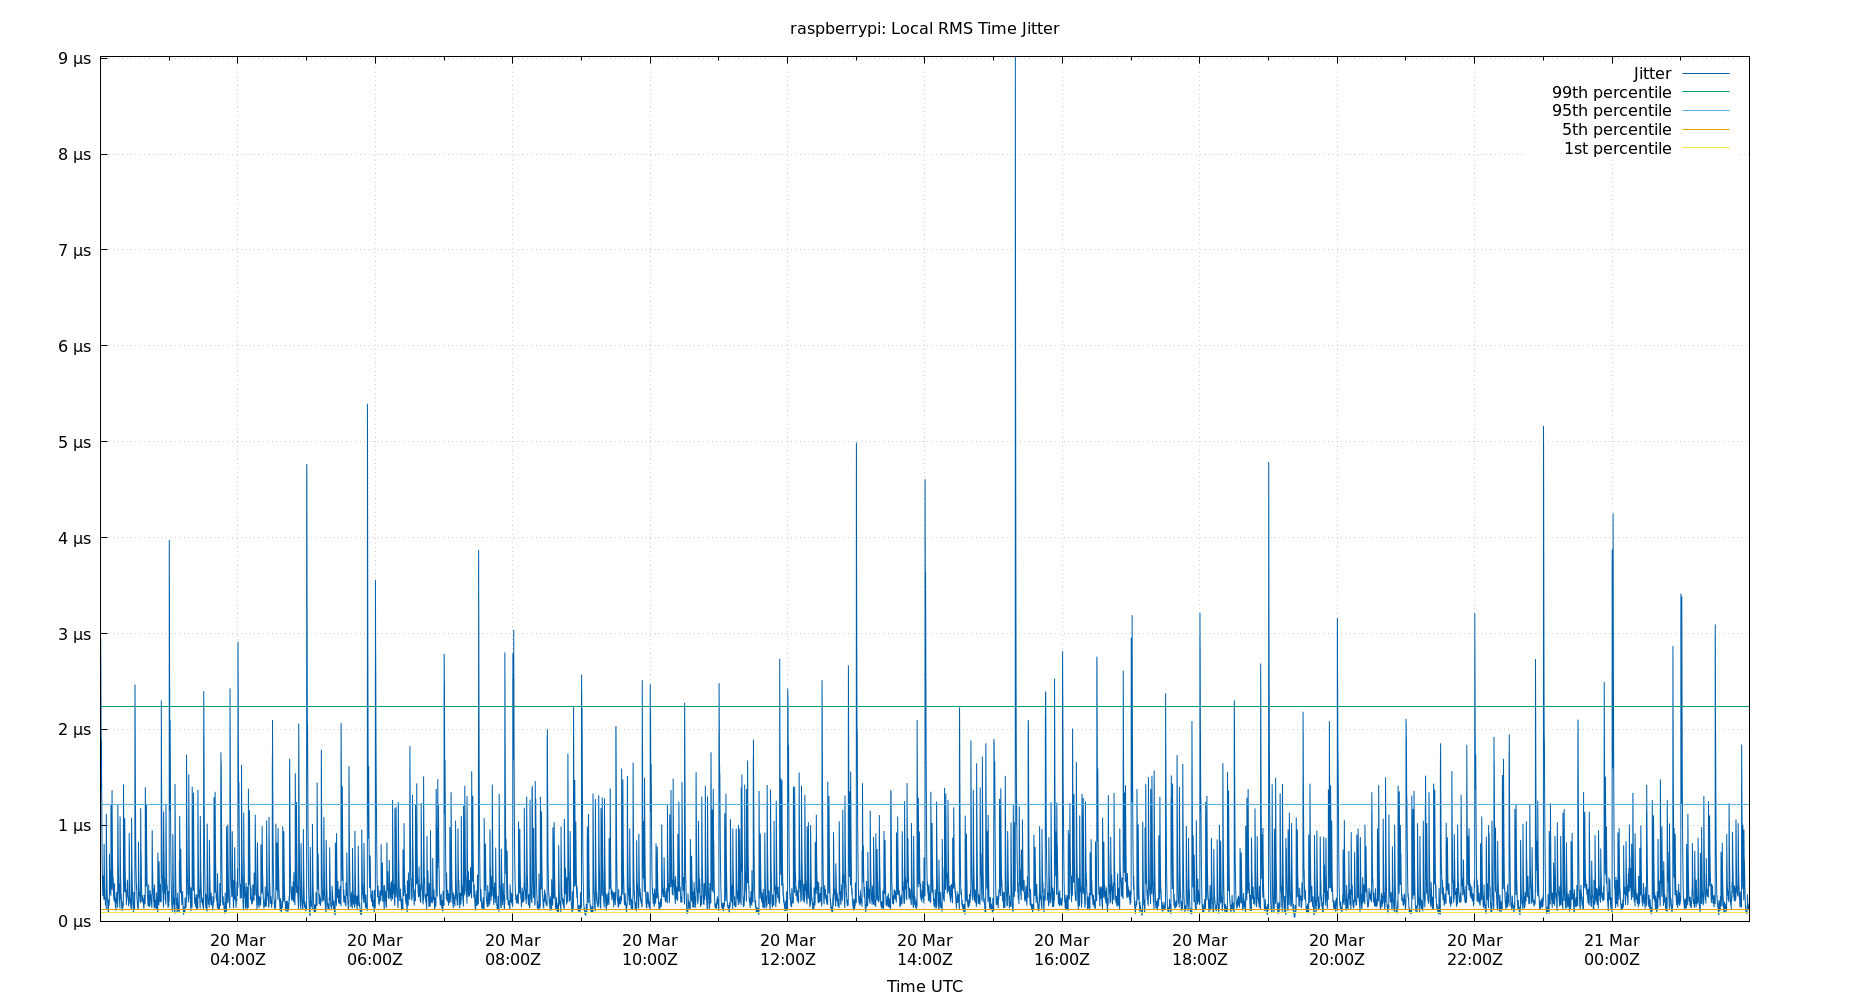 raspberrypi: Local RMS Time Jitter
9 µs
8 µs
7 µs
6 µs
5 µs
4 µs
3 µs
2 µs
1 µs
0 µs
Jitter
99th percentile
95th percentile
5th percentile
1st percentile
20 Mar
04:00Z
20 Mar
06:00Z
20 Mar
08:00Z
20 Mar
10:00Z
20 Mar
12:00Z
20 Mar
14:00Z
20 Mar
16:00Z
20 Mar
18:00Z
20 Mar
20:00Z
20 Mar
22:00Z
21 Mar
00:00Z
Time UTC